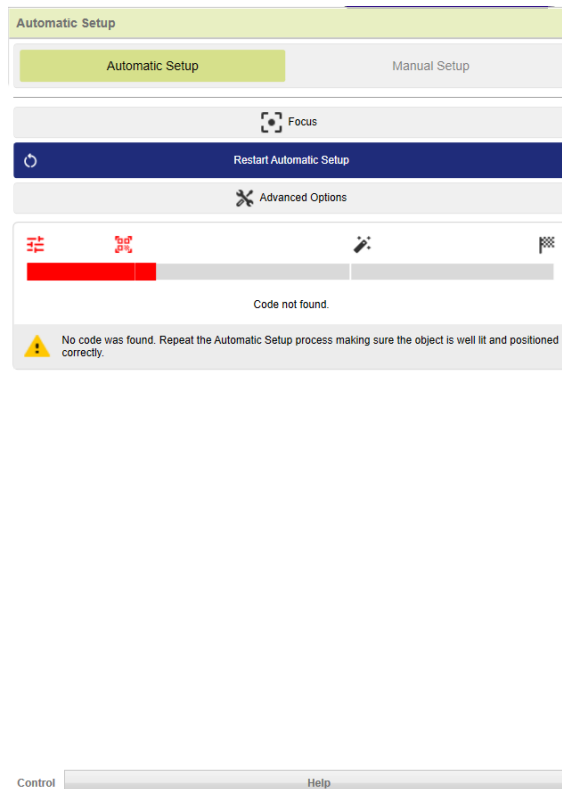 Automatic Setup
Automatic Setup
Manual Setup
Focus
Restart Automatic Setup
Advanced Options
Code not found.
No code was found. Repeat the Automatic Setup process making sure the object is well lit and positioned
correctly.
Control
Help